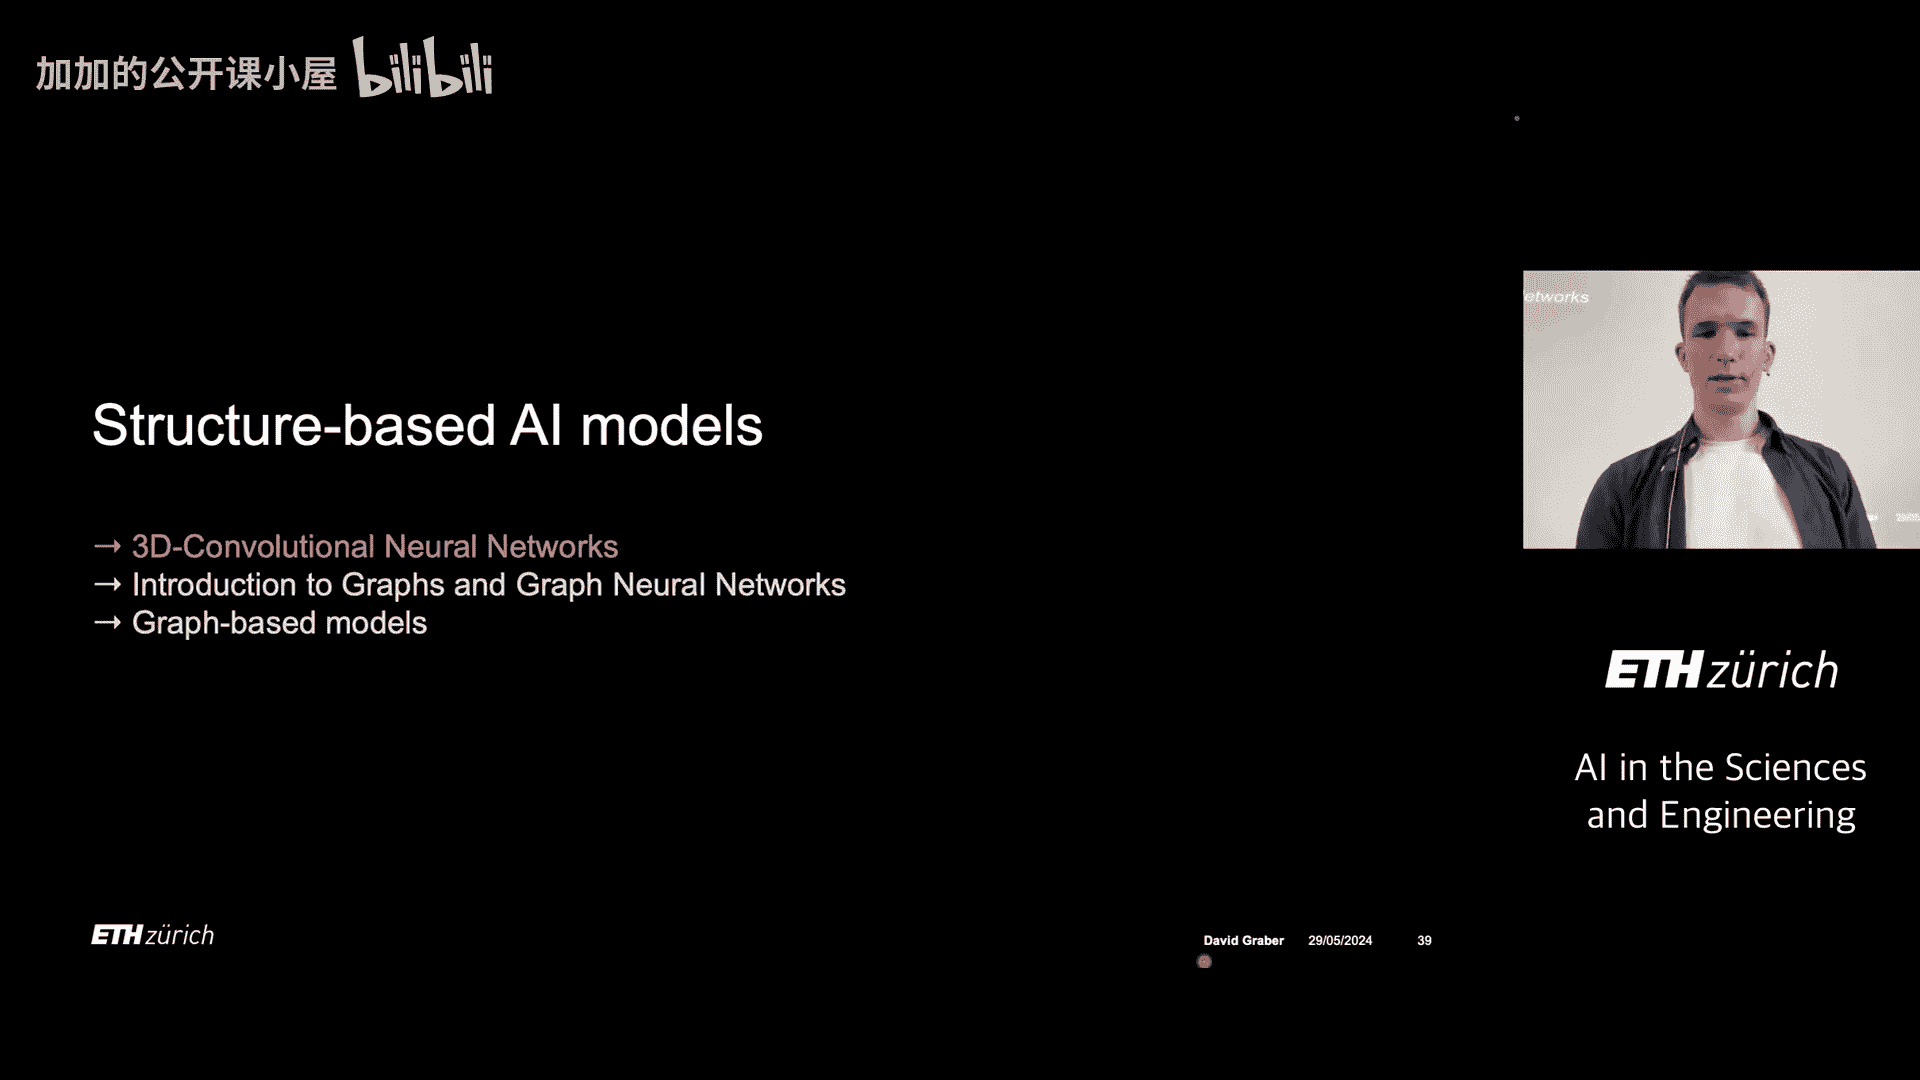 加加的公开课小屋 bilibili
etworks
Structure-based AI models
→ 3D-Convolutional Neural Networks
→ Introduction to Graphs and Graph Neural Networks
→ Graph-based models
ETH zürich
AI in the Sciences
and Engineering
ETH zürich
David Graber 29/05/2024 39